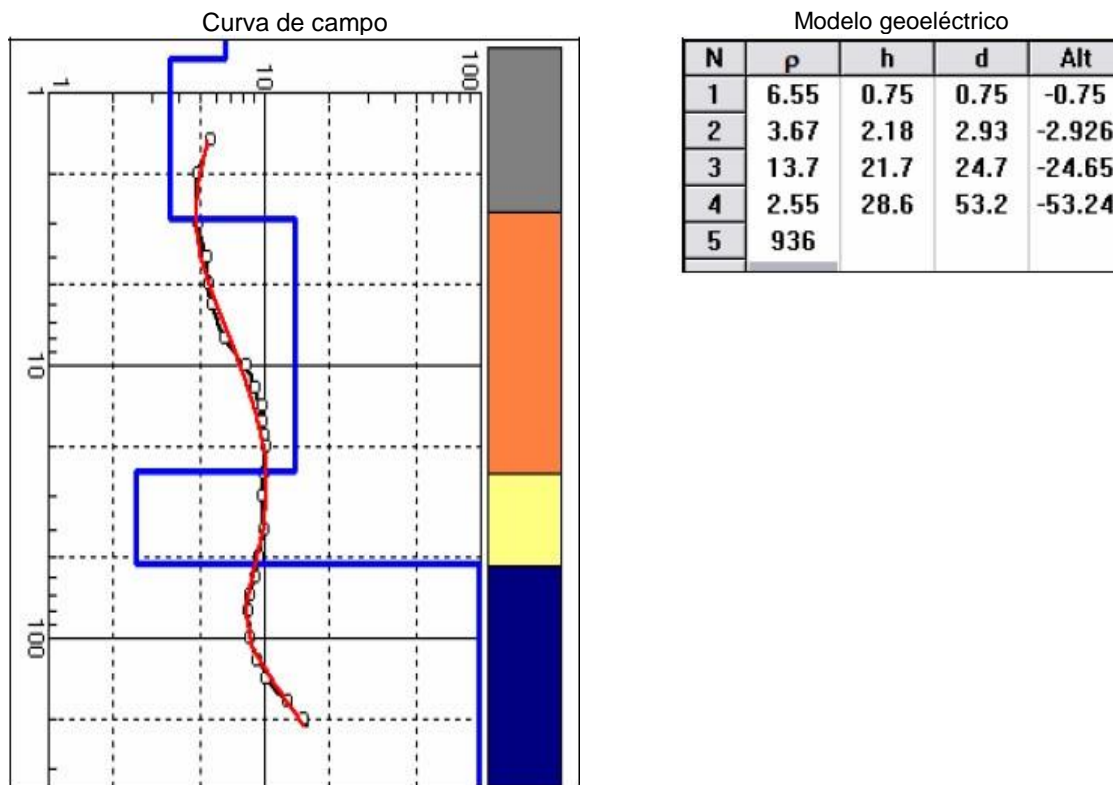 Curva de campo
1 10 100
1
10
100
Modelo geoeléctrico
N ρ h d Alt
1 6.55 0.75 0.75 -0.75
2 3.67 2.18 2.93 -2.926
3 13.7 21.7 24.7 -24.65
4 2.55 28.6 53.2 -53.24
5 936